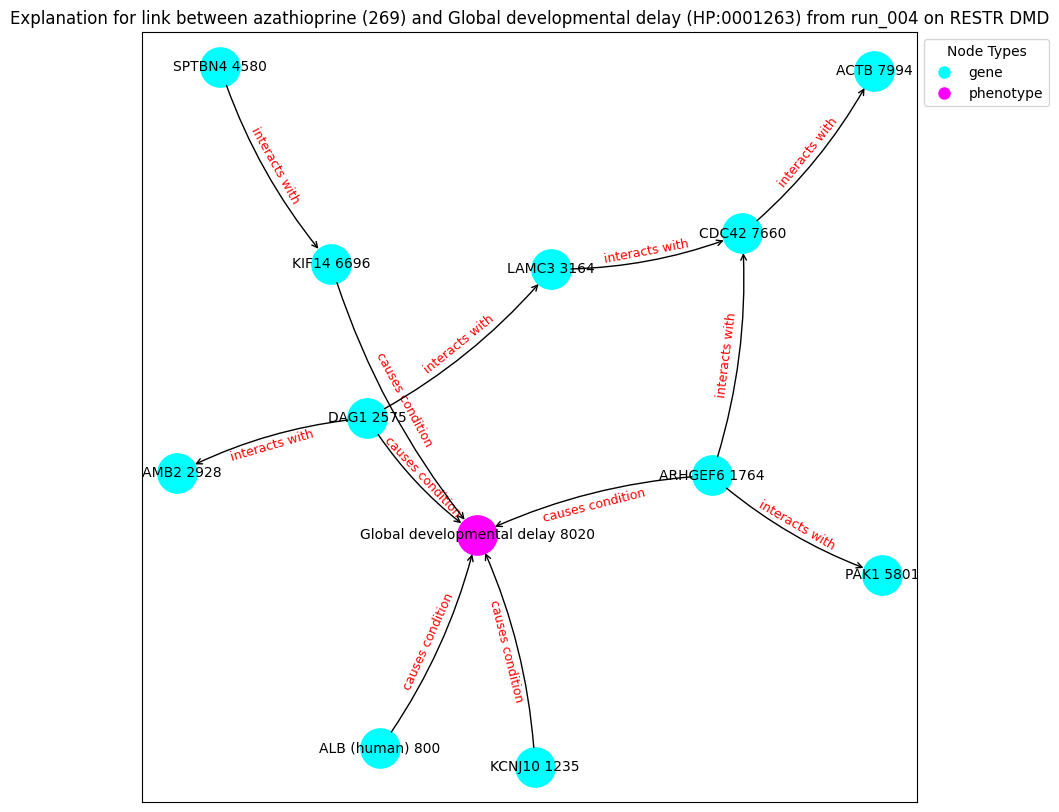 Explanation for link between azathioprine (269) and Global developmental delay (HP:0001263) from run_004 on RESTR DMD
Node Types
gene
phenotype
SPTBN4 4580
ACTB 7994
interacts with
interacts with
CDC42 7660
KIF14 6696
LAMC3 3164
interacts with
interacts with
interacts with
causes condition
DAG1 2575
interacts with
causes condition
AMB2 2928
ARHGEF6 1764
causes condition
interacts with
Global developmental delay 8020
PAK1 5801
causes condition
causes condition
ALB (human) 800
KCNJ10 1235